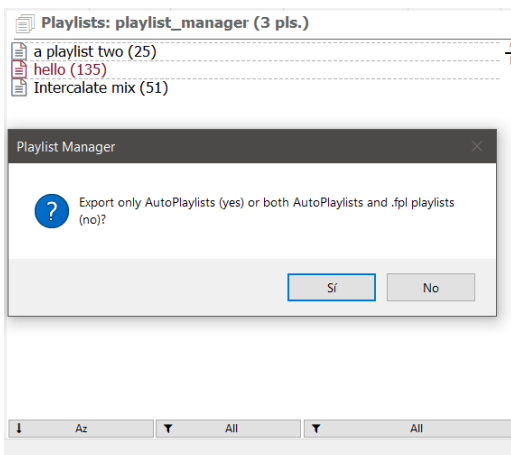 Playlists: playlist_manager (3 pls.)
a playlist two (25)
hello (135)
Intercalate mix (51)
Playlist Manager
Export only AutoPlaylists (yes) or both AutoPlaylists and .fpl playlists
(no)?
Sí No
Az All All